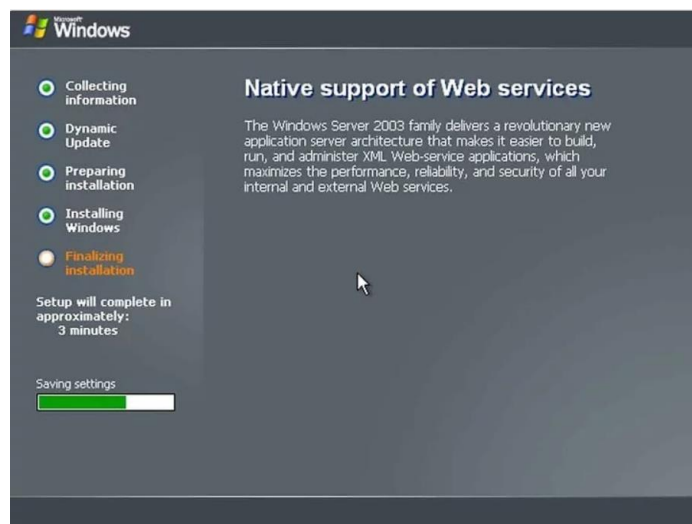 Microsoft
Windows
Collecting
information
Dynamic
Update
Preparing
installation
Installing
Windows
Finalizing
installation
Setup will complete in
approximately:
3 minutes
Saving settings
Native support of Web services
The Windows Server 2003 family delivers a revolutionary new
application server architecture that makes it easier to build,
run, and administer XML Web-service applications, which
maximizes the performance, reliability, and security of all your
internal and external Web services.